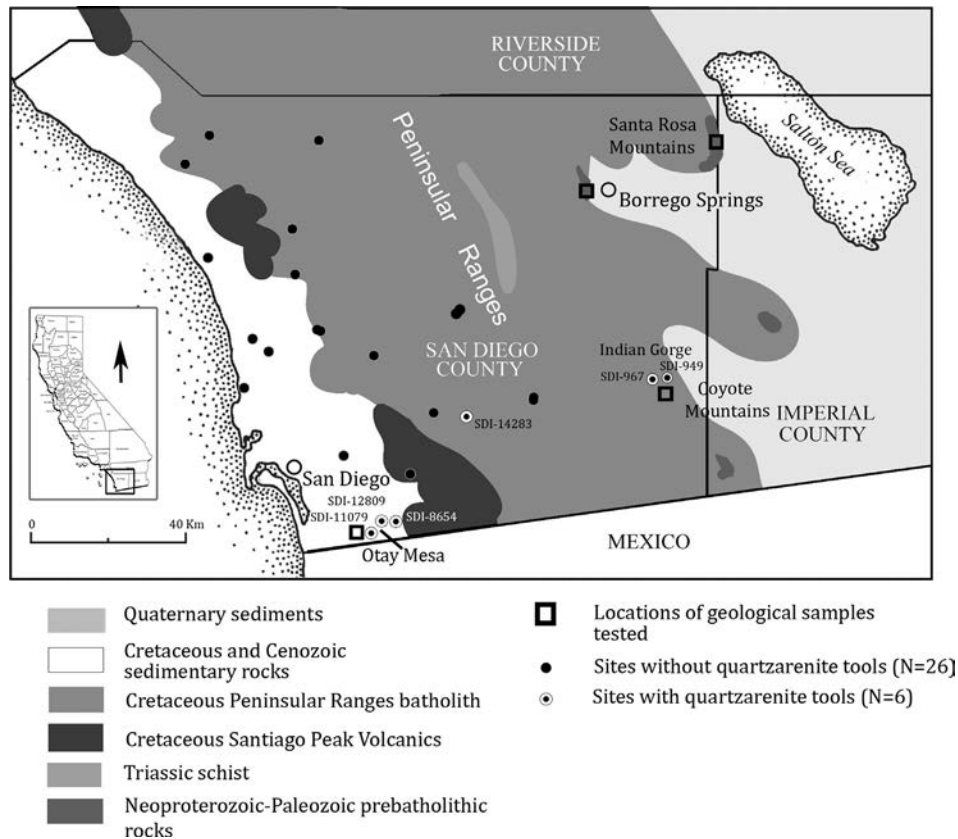 RIVERSIDE
COUNTY
Peninsular
Ranges
Santa Rosa
Mountains
Salton Sea
Borrego Springs
SAN DIEGO
COUNTY
Indian Gorge
SDI-949
SDI-967
Coyote
Mountains
IMPERIAL
COUNTY
SDI-14283
San Diego
SDI-12809
SDI-11079
SDI-8654
Otay Mesa
MEXICO
0
40 Km
Quaternary sediments
Cretaceous and Cenozoic
sedimentary rocks
Cretaceous Peninsular Ranges batholith
Cretaceous Santiago Peak Volcanics
Triassic schist
Neoproterozoic-Paleozoic prebatholithic
rocks
Locations of geological samples
tested
Sites without quartzarenite tools (N=26)
Sites with quartzarenite tools (N=6)